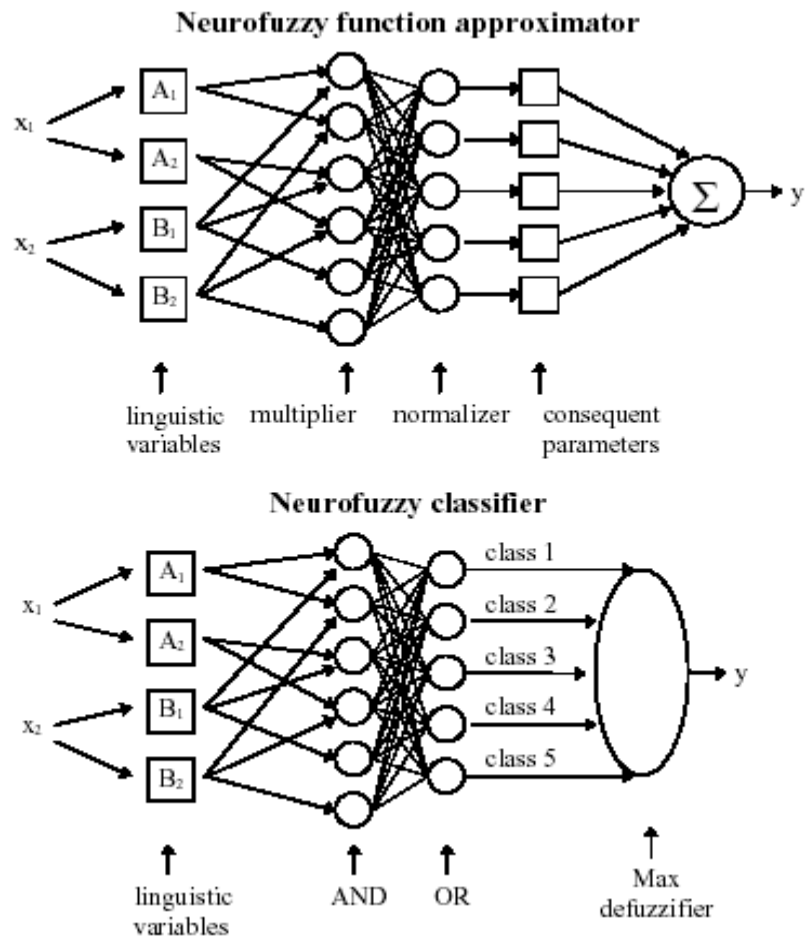 Neurofuzzy function approximator
x₁
A₁
A₂
x₂
B₁
B₂
Σ
y
linguistic
variables
multiplier
normalizer
consequent
parameters
Neurofuzzy classifier
x₁
A₁
A₂
x₂
B₁
B₂
class 1
class 2
class 3
class 4
class 5
y
linguistic
variables
AND
OR
Max
defuzzifier